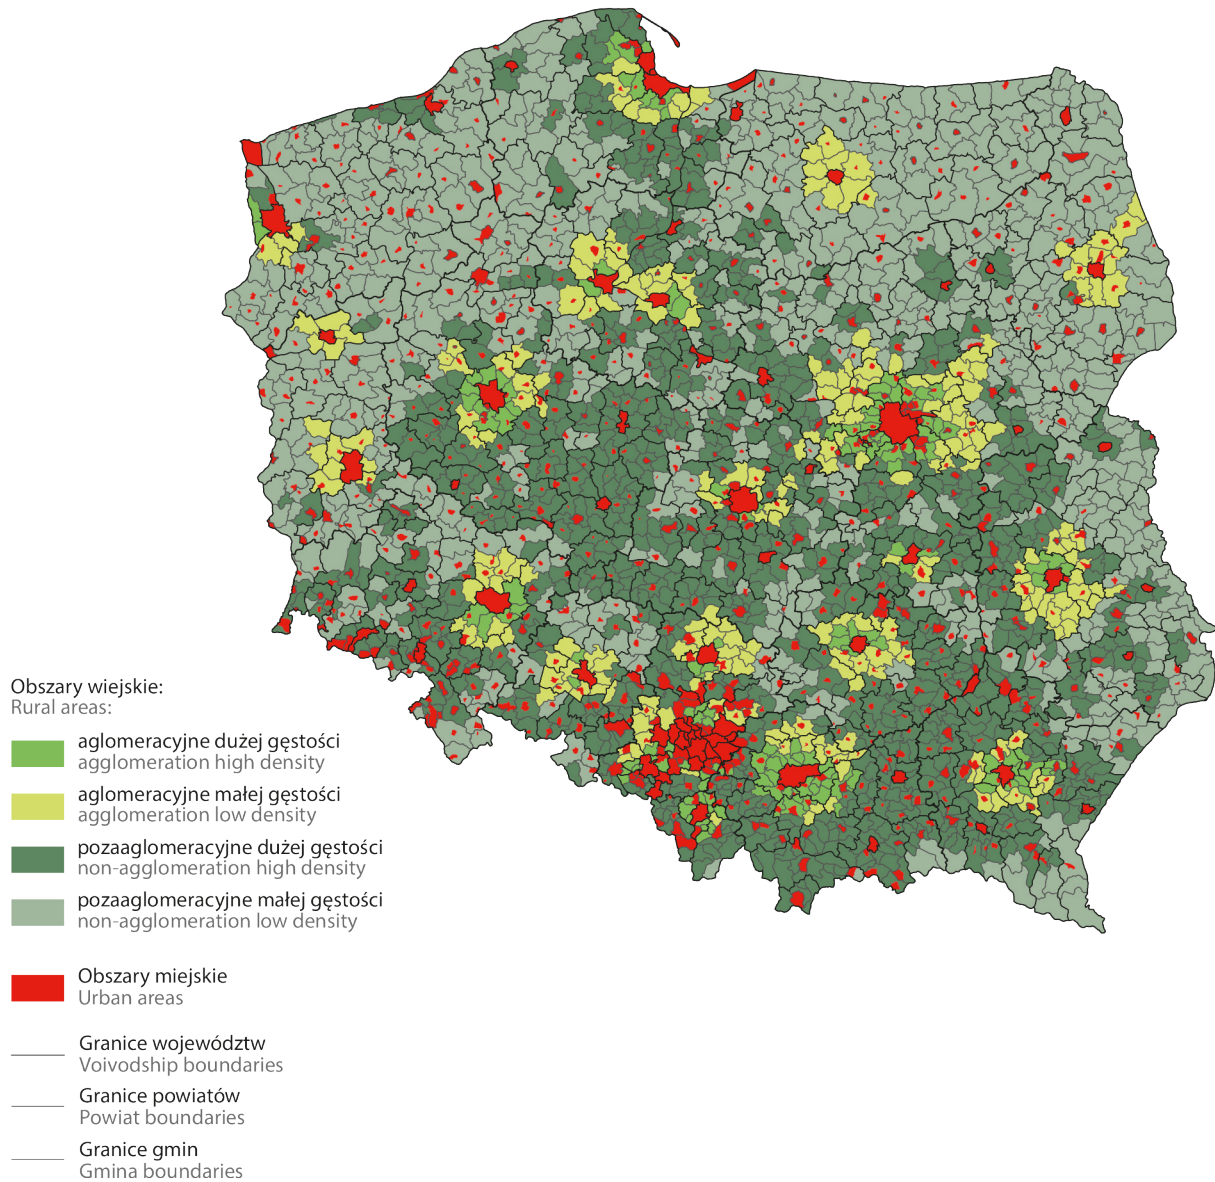 Obszary wiejskie:
Rural areas:
aglomeracyjne dużej gęstości
agglomeration high density
aglomeracyjne małej gęstości
agglomeration low density
pozaaglomeracyjne dużej gęstości
non-agglomeration high density
pozaaglomeracyjne małej gęstości
non-agglomeration low density
Obszary miejskie
Urban areas
Granice województw
Voivodship boundaries
Granice powiatów
Powiat boundaries
Granice gmin
Gmina boundaries